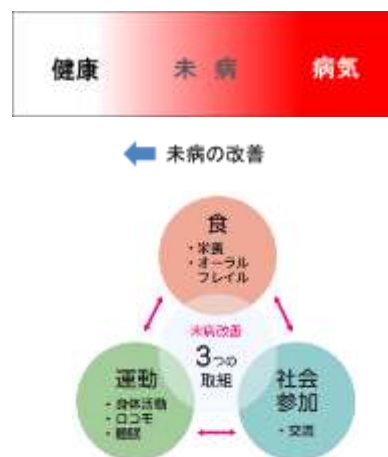 健康 未病 病気
未病の改善
食
・栄養
・オーラル
フレイル
未病改善
3つの
取組
運動
・身体活動
・ロコモ
・睡眠
社会
参加
・交流